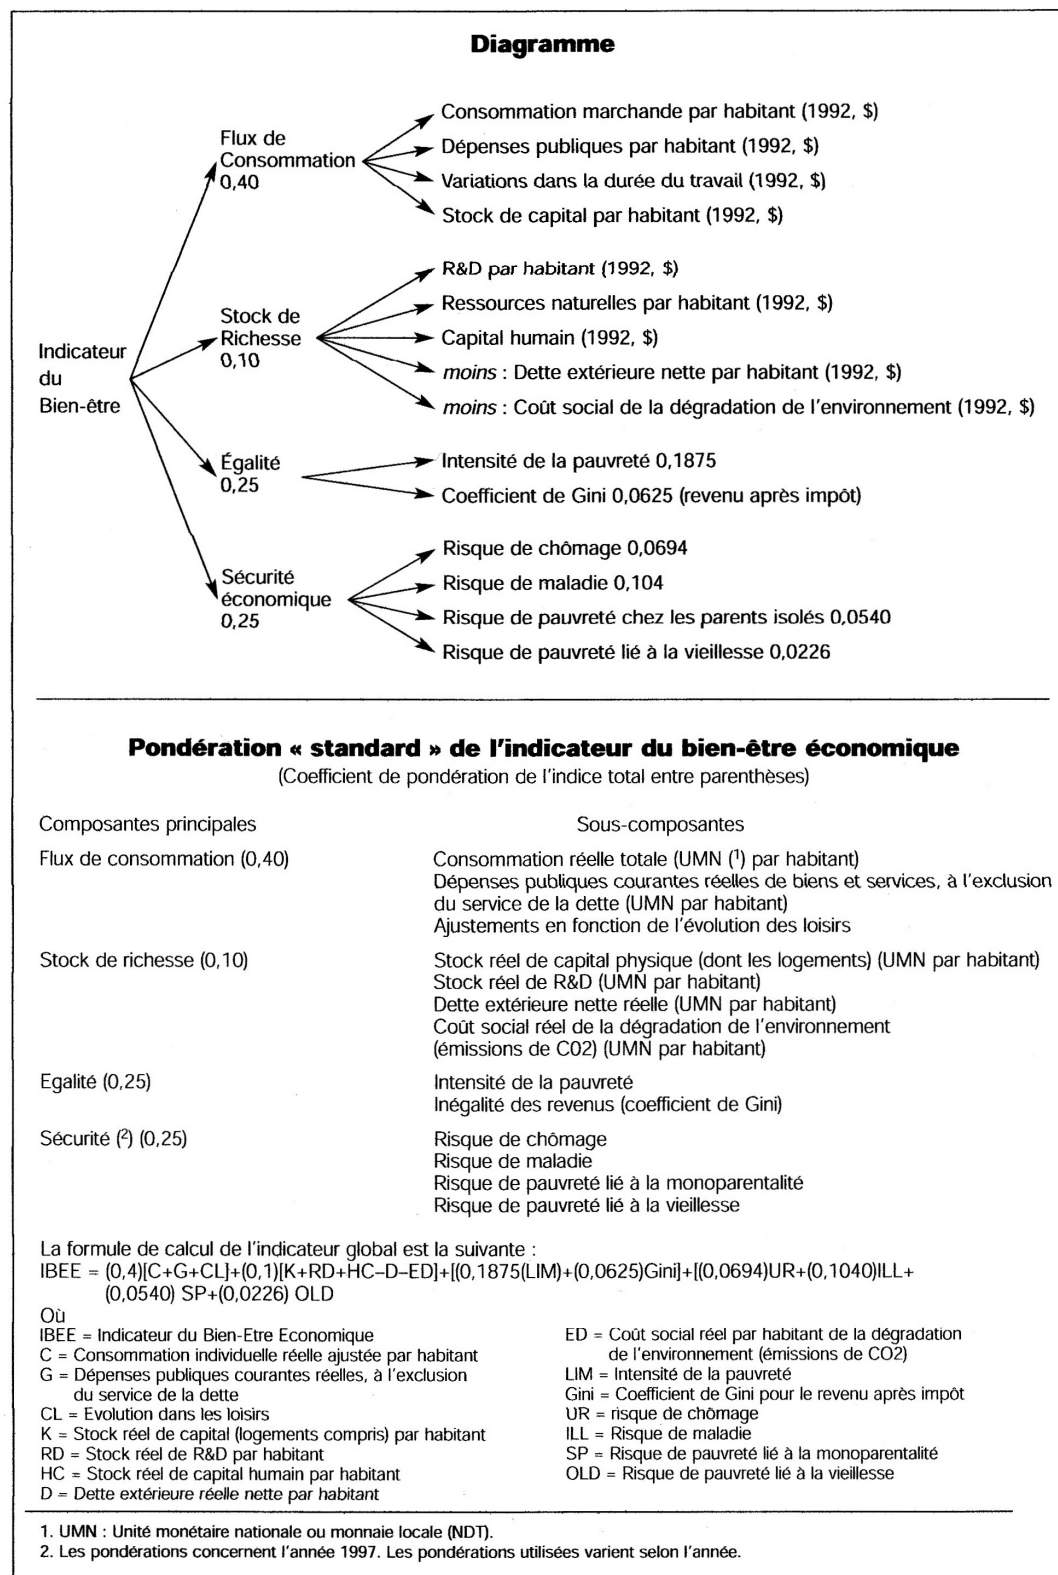 Diagramme
Flux de
Consommation
0,40
Consommation marchande par habitant (1992, $)
Dépenses publiques par habitant (1992, $)
Variations dans la durée du travail (1992, $)
Stock de capital par habitant (1992, $)
Indicateur
du
Bien-être
Stock de
Richesse
0,10
R&D par habitant (1992, $)
Ressources naturelles par habitant (1992, $)
Capital humain (1992, $)
moins : Dette extérieure nette par habitant (1992, $)
moins : Coût social de la dégradation de l'environnement (1992, $)
Égalité
0,25
Intensité de la pauvreté 0,1875
Coefficient de Gini 0,0625 (revenu après impôt)
Sécurité
économique
0,25
Risque de chômage 0,0694
Risque de maladie 0,104
Risque de pauvreté chez les parents isolés 0,0540
Risque de pauvreté lié à la vieillesse 0,0226
Pondération « standard » de l'indicateur du bien-être économique
(Coefficient de pondération de l'indice total entre parenthèses)
Composantes principales Sous-composantes
Flux de consommation (0,40) Consommation réelle totale (UMN (¹) par habitant)
Dépenses publiques courantes réelles de biens et services, à l'exclusion
du service de la dette (UMN par habitant)
Ajustements en fonction de l'évolution des loisirs
Stock de richesse (0,10) Stock réel de capital physique (dont les logements) (UMN par habitant)
Stock réel de R&D (UMN par habitant)
Dette extérieure nette réelle (UMN par habitant)
Coût social réel de la dégradation de l'environnement
(émissions de C02) (UMN par habitant)
Egalité (0,25) Intensité de la pauvreté
Inégalité des revenus (coefficient de Gini)
Sécurité (²) (0,25) Risque de chômage
Risque de maladie
Risque de pauvreté lié à la monoparentalité
Risque de pauvreté lié à la vieillesse
La formule de calcul de l'indicateur global est la suivante :
IBEE = (0,4)[C+G+CL]+(0,1)[K+RD+HC–D–ED]+[(0,1875(LIM)+(0,0625)Gini]+[(0,0694)UR+(0,1040)ILL+
(0,0540) SP+(0,0226) OLD
Où
IBEE = Indicateur du Bien-Etre Economique
C = Consommation individuelle réelle ajustée par habitant
G = Dépenses publiques courantes réelles, à l'exclusion
du service de la dette
CL = Evolution dans les loisirs
K = Stock réel de capital (logements compris) par habitant
RD = Stock réel de R&D par habitant
HC = Stock réel de capital humain par habitant
D = Dette extérieure réelle nette par habitant
ED = Coût social réel par habitant de la dégradation
de l'environnement (émissions de CO2)
LIM = Intensité de la pauvreté
Gini = Coefficient de Gini pour le revenu après impôt
UR = risque de chômage
ILL = Risque de maladie
SP = Risque de pauvreté lié à la monoparentalité
OLD = Risque de pauvreté lié à la vieillesse
1. UMN : Unité monétaire nationale ou monnaie locale (NDT).
2. Les pondérations concernent l'année 1997. Les pondérations utilisées varient selon l'année.